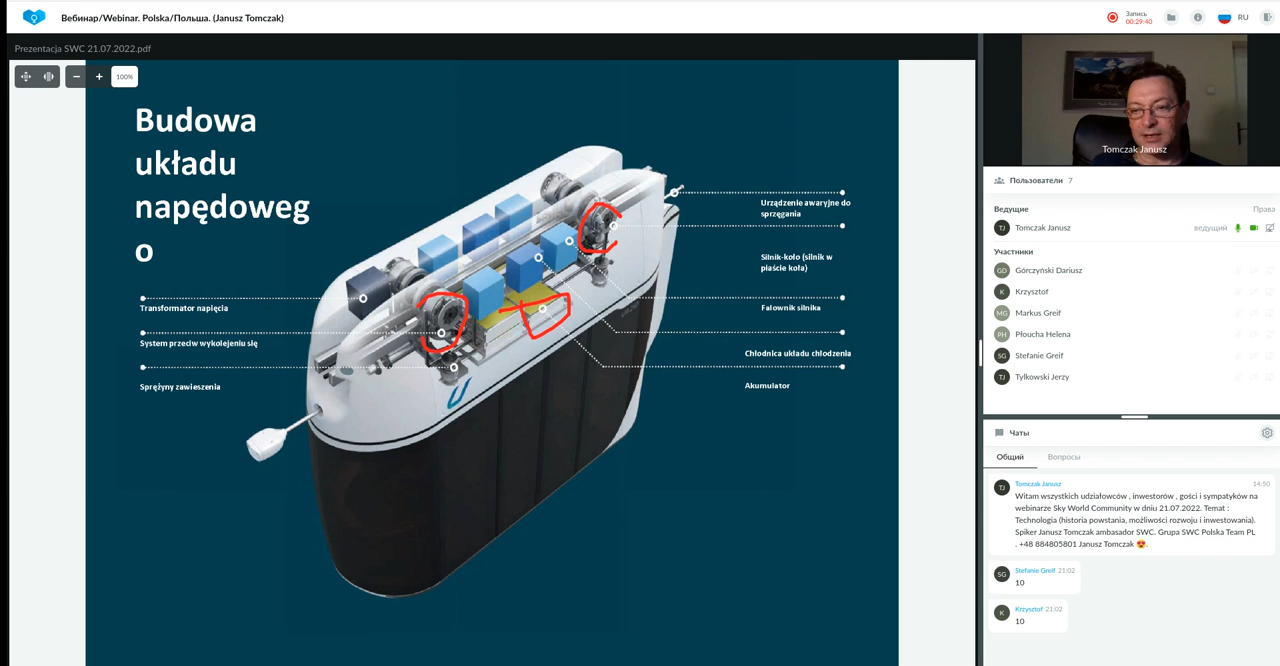 Вебинар/Webinar. Polska/Польша. (Janusz Tomczak)
Запись
00:29:40
RU
Prezentacja SWC 21.07.2022.pdf
100%
Budowa
układu
napędoweg
o
Transformator napięcia
System przeciw wykolejeniu się
Sprężyny zawieszenia
Urządzenie awaryjne do
sprzęgania
Silnik-koło (silnik w
płaście koła)
Falownik silnika
Chłodnica układu chłodzenia
Akumulator
Tomczak Janusz
Пользователи 7
Ведущие
Права
TJ
Tomczak Janusz
ведущий
Участники
GD
Górczyński Dariusz
K
Krzysztof
MG
Markus Greif
PH
Płoucha Helena
SG
Stefanie Greif
TJ
Tylkowski Jerzy
Чаты
Общий
Вопросы
TJ
Tomczak Janusz
14:50
Witam wszystkich udziałowców , inwestorów , gości i sympatyków na
webinarze Sky World Community w dniu 21.07.2022. Temat :
Technologia (historia powstania, możliwości rozwoju i inwestowania).
Spiker Janusz Tomczak ambasador SWC. Grupa SWC Polska Team PL
. +48 884805801 Janusz Tomczak 😍.
SG
Stefanie Greif 21:02
10
K
Krzysztof 21:02
10